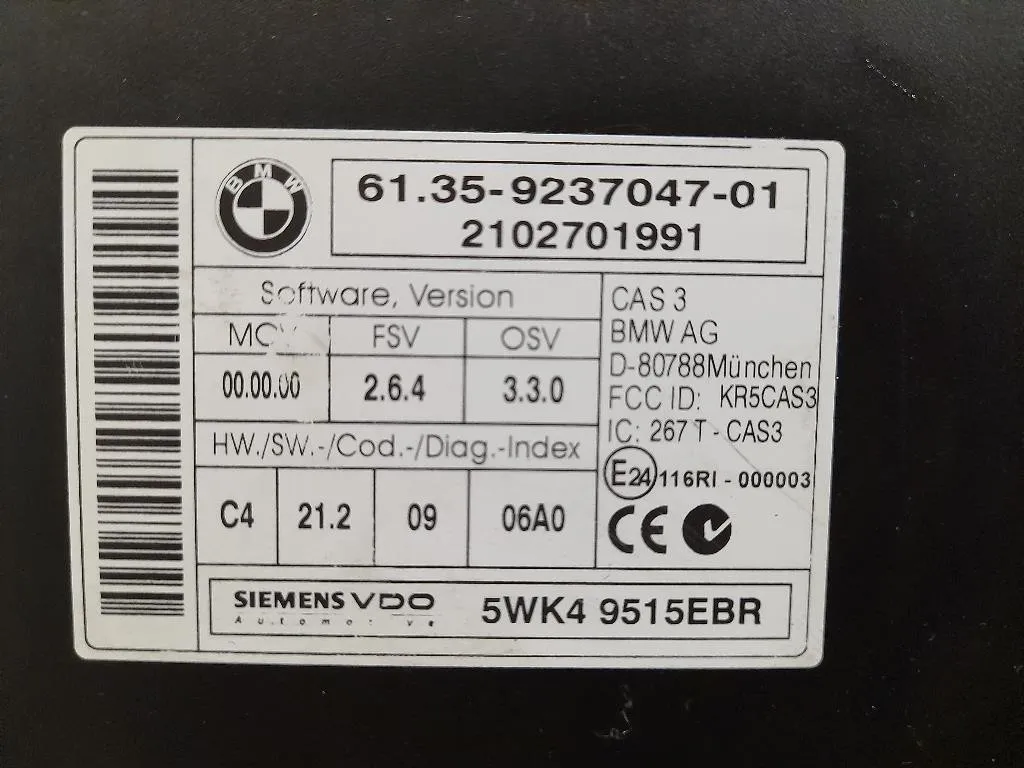 BMW
61.35-9237047-01
2102701991
Software, Version
FSV OSV
00.00.00 2.6.4 3.3.0
HW./SW.-/Cod.-/Diag.-Index
C4 21.2 09 06A0
CAS 3
BMW AG
D-80788München
FCC ID: KR5CAS3
IC: 267 T - CAS3
E24 116RI - 000003
CE
SIEMENS VDO
Automotive
5WK4 9515EBR